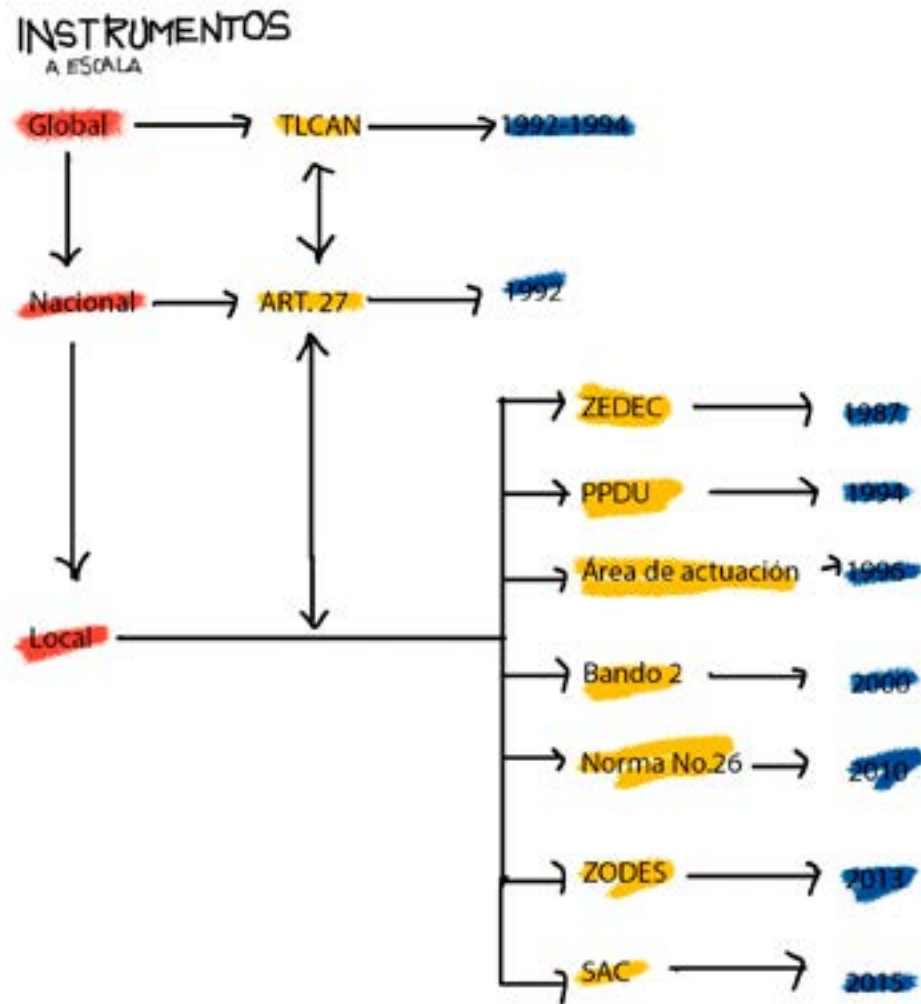 INSTRUMENTOS
A ESCALA
Global TLCAN 1992-1994
Nacional ART. 27 1992
ZEDEC 1987
PPDU 1994
Área de actuación 1996
Local
Bando 2 2000
Norma No.26 2010
ZODES 2013
SAC 2015